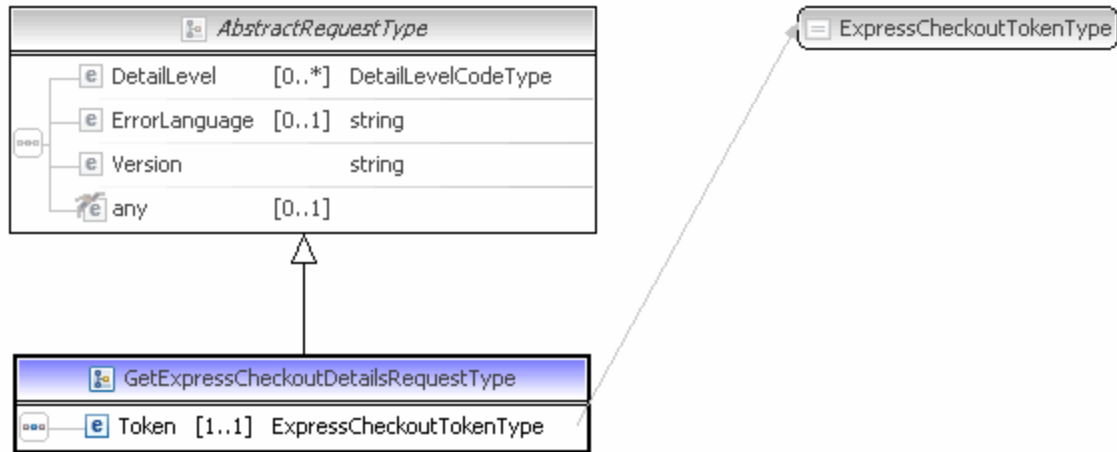 AbstractRequestType
DetailLevel [0..*] DetailLevelCodeType
ErrorLanguage [0..1] string
Version string
any [0..1]
ExpressCheckoutTokenType
GetExpressCheckoutDetailsRequestType
Token [1..1] ExpressCheckoutTokenType